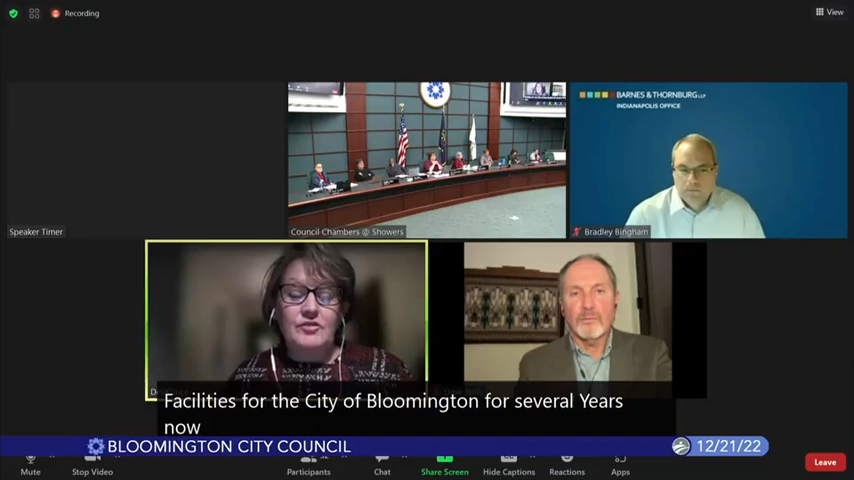 Recording
View
BARNES & THORNBURG LLP
INDIANAPOLIS OFFICE
Speaker Timer
Council Chambers @ Showers
Bradley Bingham
Facilities for the City of Bloomington for several Years
now
BLOOMINGTON CITY COUNCIL
12/21/22
Mute
Stop Video
Participants
Chat
Share Screen
Hide Captions
Reactions
Apps
Leave